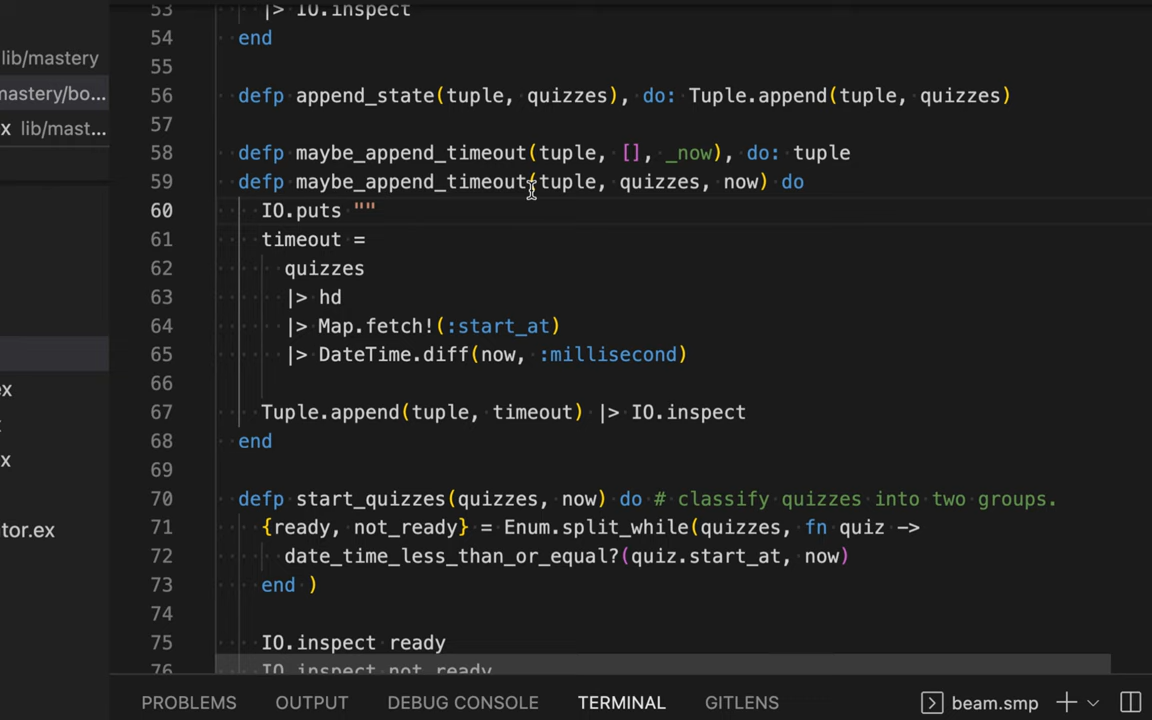 53 |> IO.inspect
lib/mastery
54 end
55
mastery/bo...
56 defp append_state(tuple, quizzes), do: Tuple.append(tuple, quizzes)
x lib/mast...
57
58 defp maybe_append_timeout(tuple, [], _now), do: tuple
59 defp maybe_append_timeout(tuple, quizzes, now) do
60 IO.puts ""
61 timeout =
62 quizzes
63 |> hd
64 |> Map.fetch!(:start_at)
65 |> DateTime.diff(now, :millisecond)
66
ex
67 Tuple.append(tuple, timeout) |> IO.inspect
68 end
x
69
70 defp start_quizzes(quizzes, now) do # classify quizzes into two groups.
71 {ready, not_ready} = Enum.split_while(quizzes, fn quiz ->
tor.ex
72 date_time_less_than_or_equal?(quiz.start_at, now)
73 end )
74
75 IO.inspect ready
76 IO.inspect not_ready
PROBLEMS OUTPUT DEBUG CONSOLE TERMINAL GITLENS beam.smp